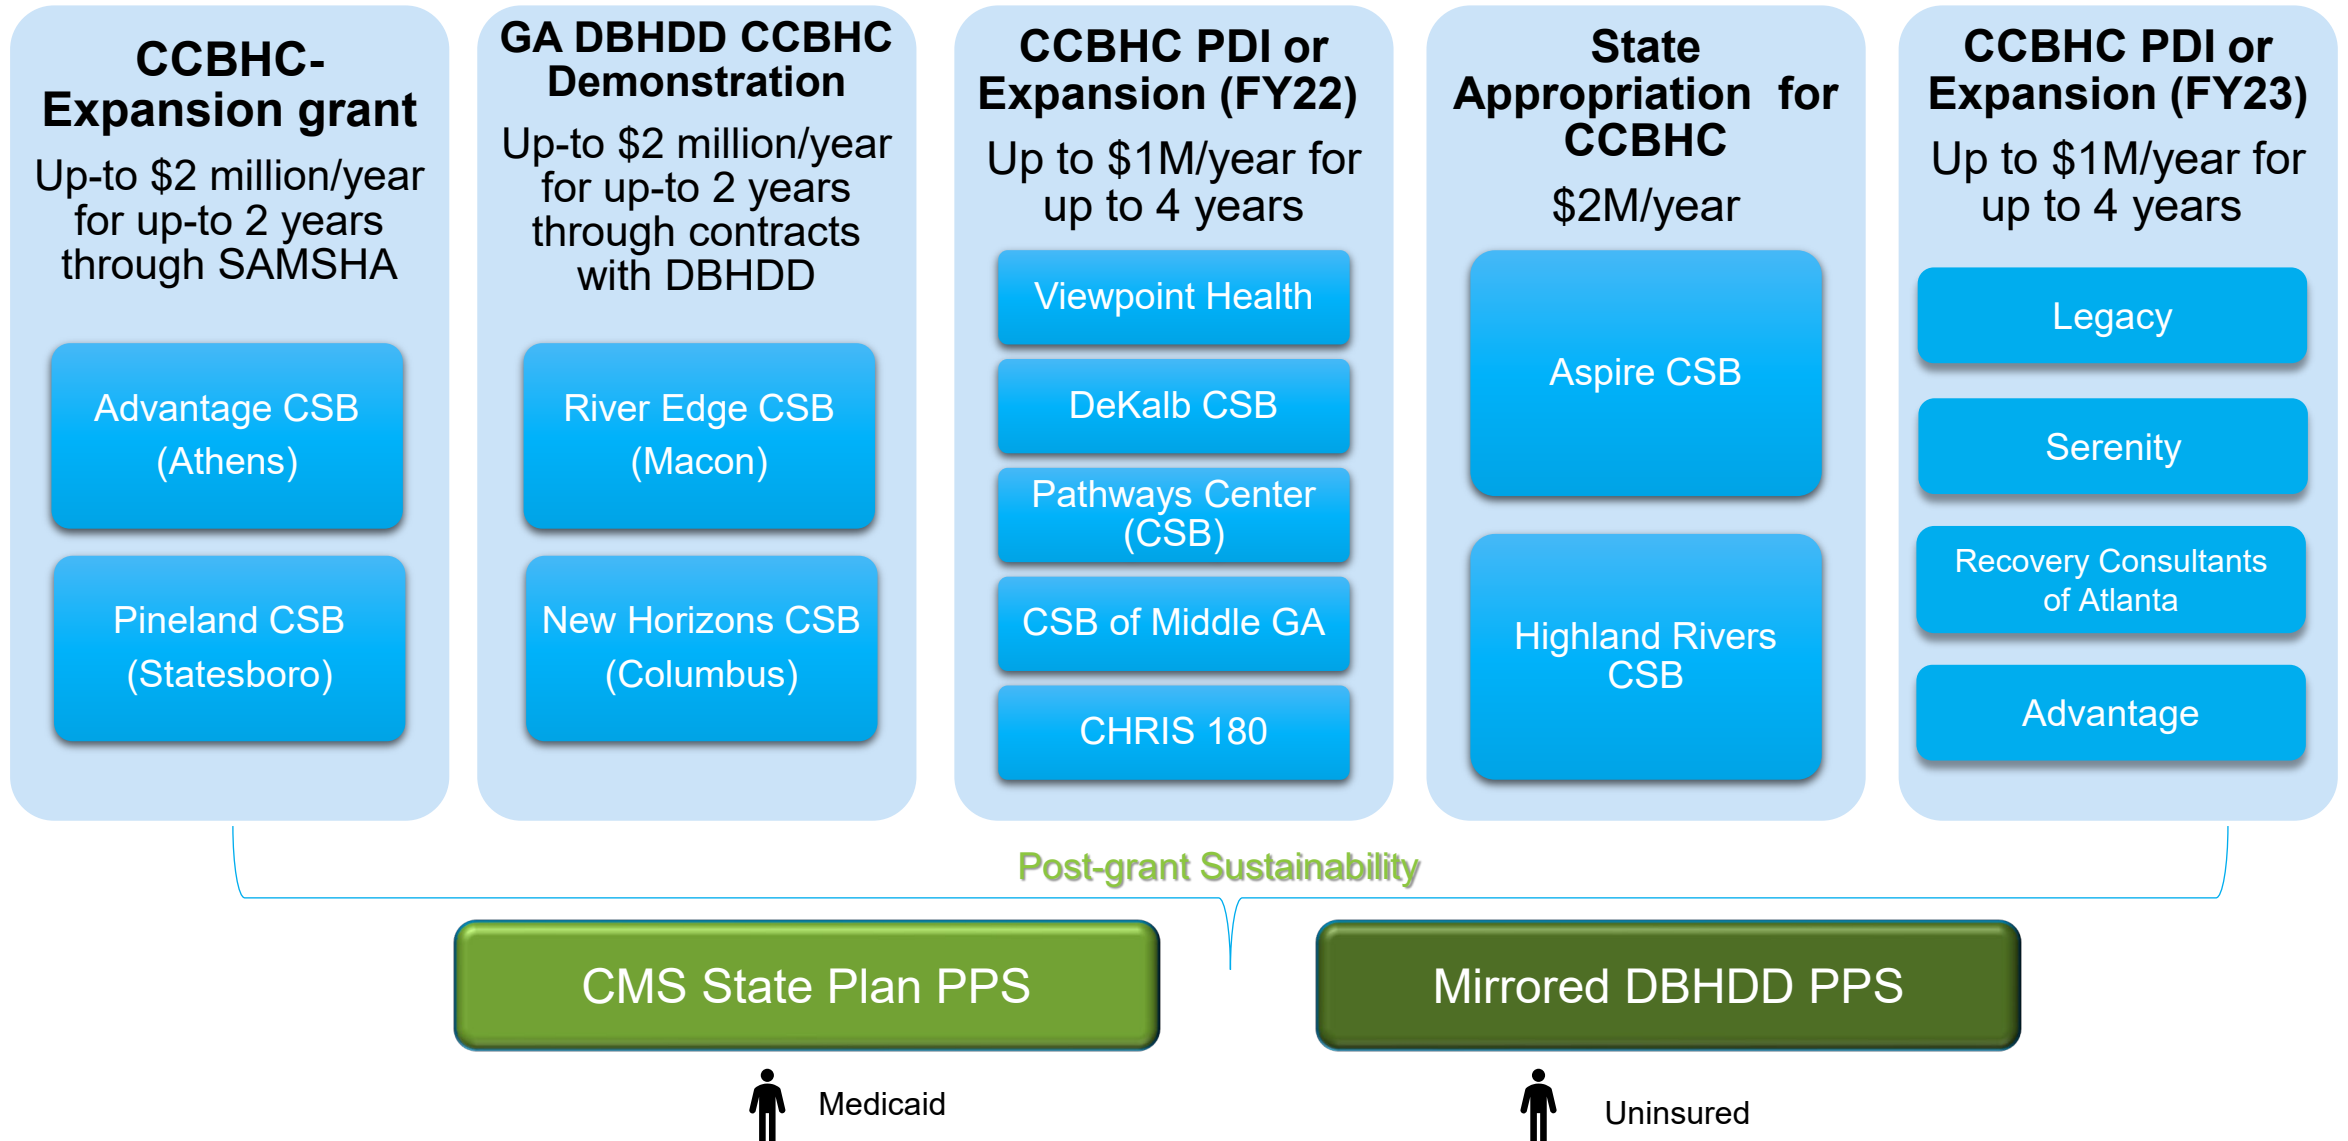 CCBHC-
Expansion grant
Up-to $2 million/year
for up-to 2 years
through SAMSHA
Advantage CSB
(Athens)
Pineland CSB
(Statesboro)
GA DBHDD CCBHC
Demonstration
Up-to $2 million/year
for up-to 2 years
through contracts
with DBHDD
River Edge CSB
(Macon)
New Horizons CSB
(Columbus)
CCBHC PDI or
Expansion (FY22)
Up to $1M/year for
up to 4 years
Viewpoint Health
DeKalb CSB
Pathways Center
(CSB)
CSB of Middle GA
CHRIS 180
State
Appropriation for
CCBHC
$2M/year
Aspire CSB
Highland Rivers
CSB
CCBHC PDI or
Expansion (FY23)
Up to $1M/year for
up to 4 years
Legacy
Serenity
Recovery Consultants
of Atlanta
Advantage
Post-grant Sustainability
CMS State Plan PPS
Mirrored DBHDD PPS
Medicaid
Uninsured